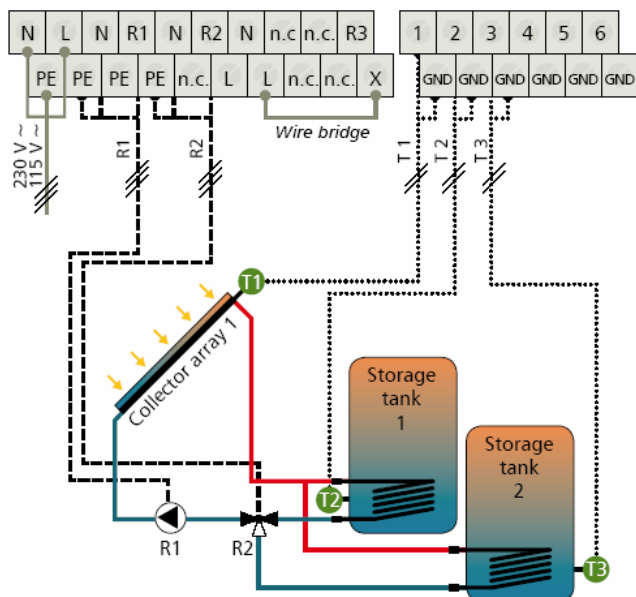 N L N R1 N R2 N n.c n.c. R3
1 2 3 4 5 6
PE PE PE PE n.c. L L n.c. n.c. X
GND GND GND GND GND GND
Wire bridge
230 V ~
115 V ~
R1
R2
T 1
T 2
T 3
T1
Collector array 1
Storage
tank
1
Storage
tank
2
T2
R1
R2
T3